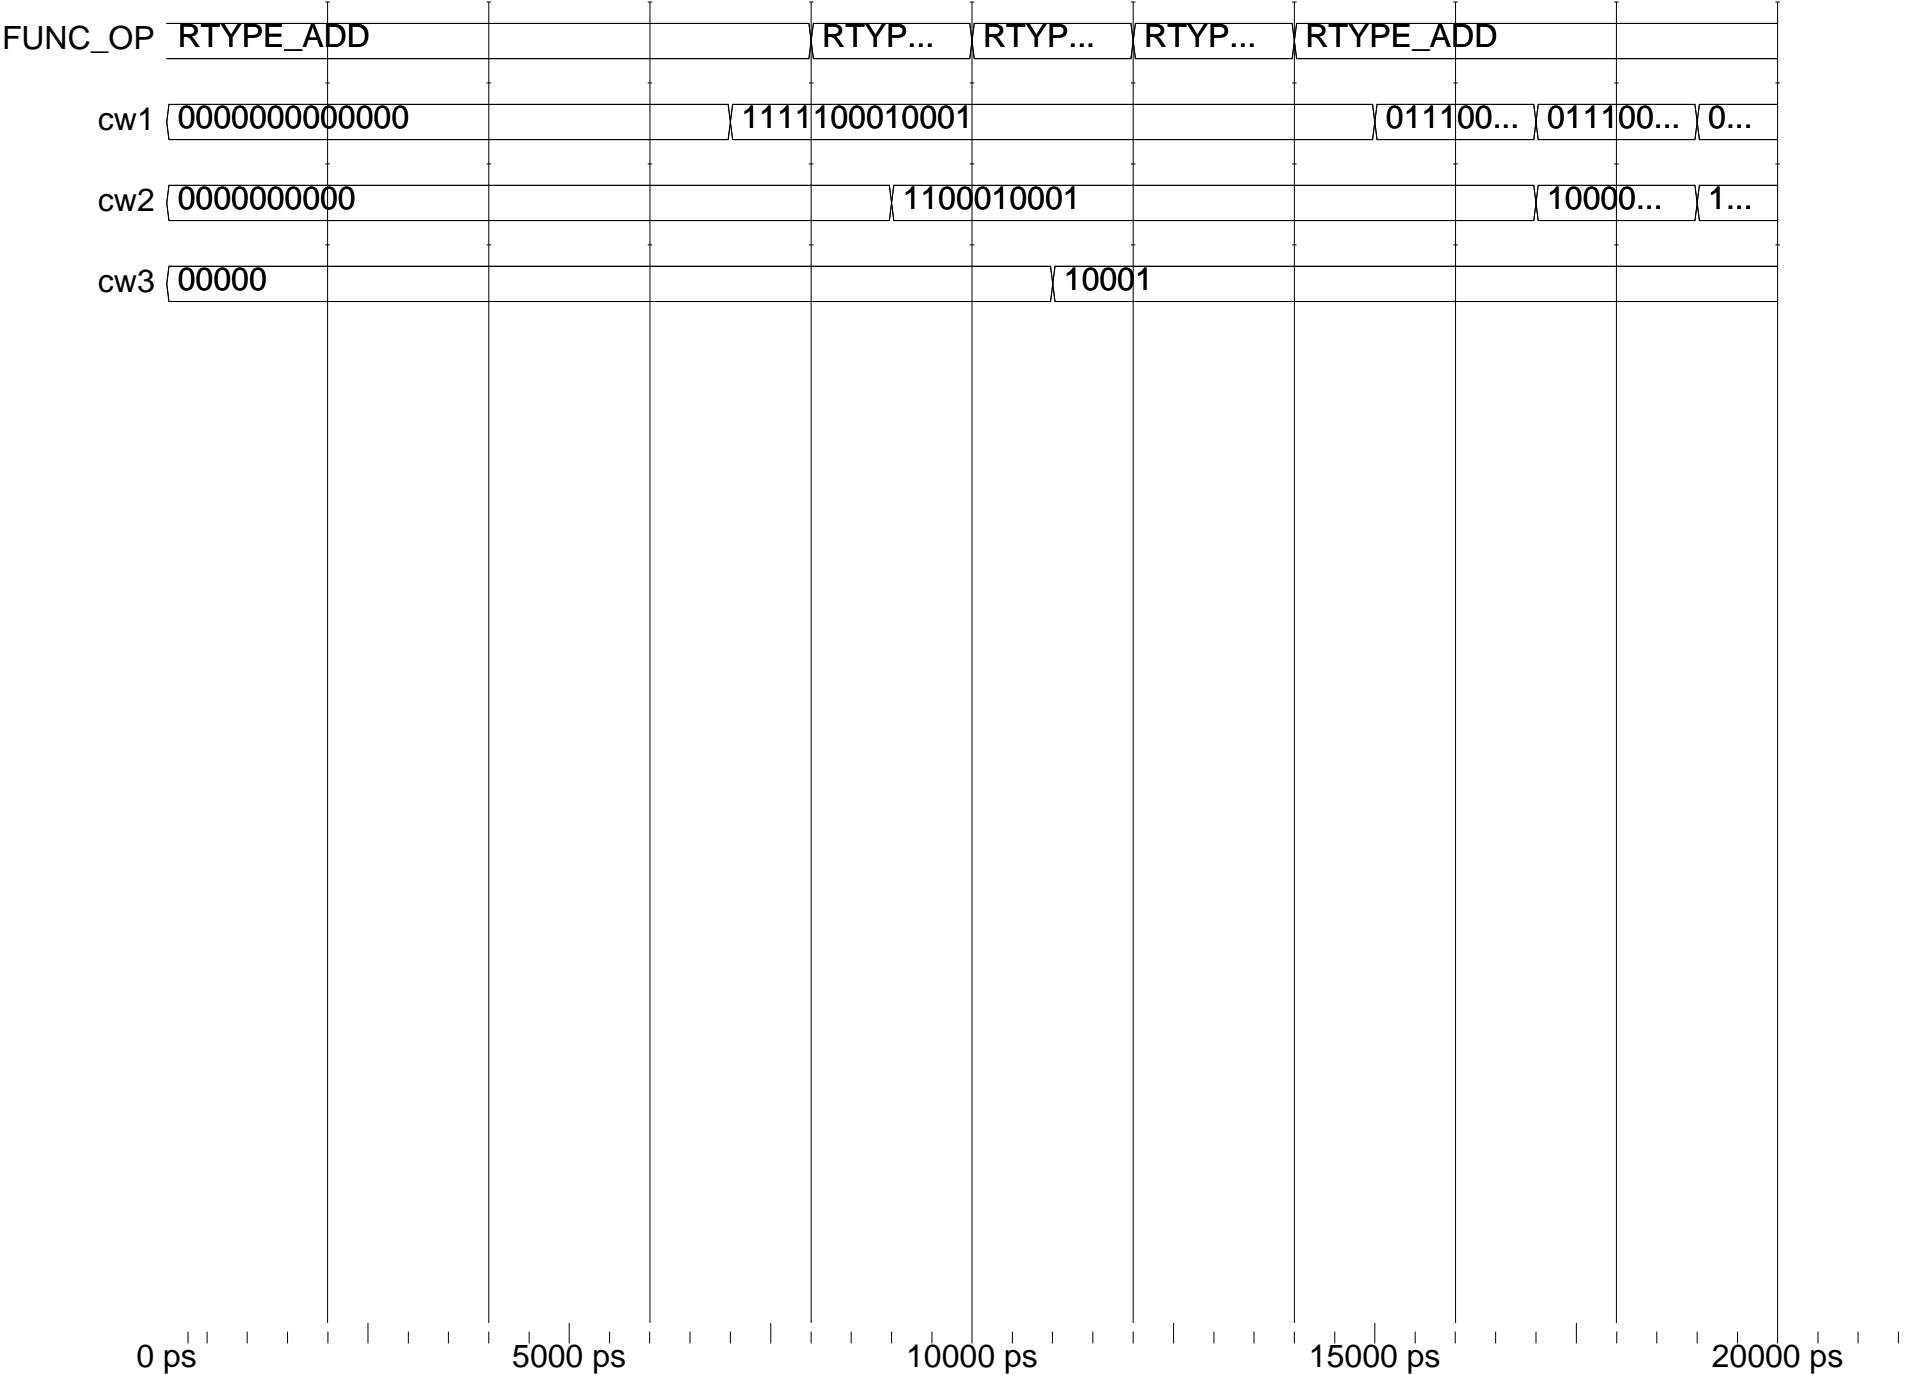 FUNC_OP RTYPE_ADD RTYP... RTYP... RTYP... RTYPE_ADD
cw1 0000000000000 1111100010001 011100... 011100... 0...
cw2 0000000000 1100010001 10000... 1...
cw3 00000 10001
0 ps 5000 ps 10000 ps 15000 ps 20000 ps